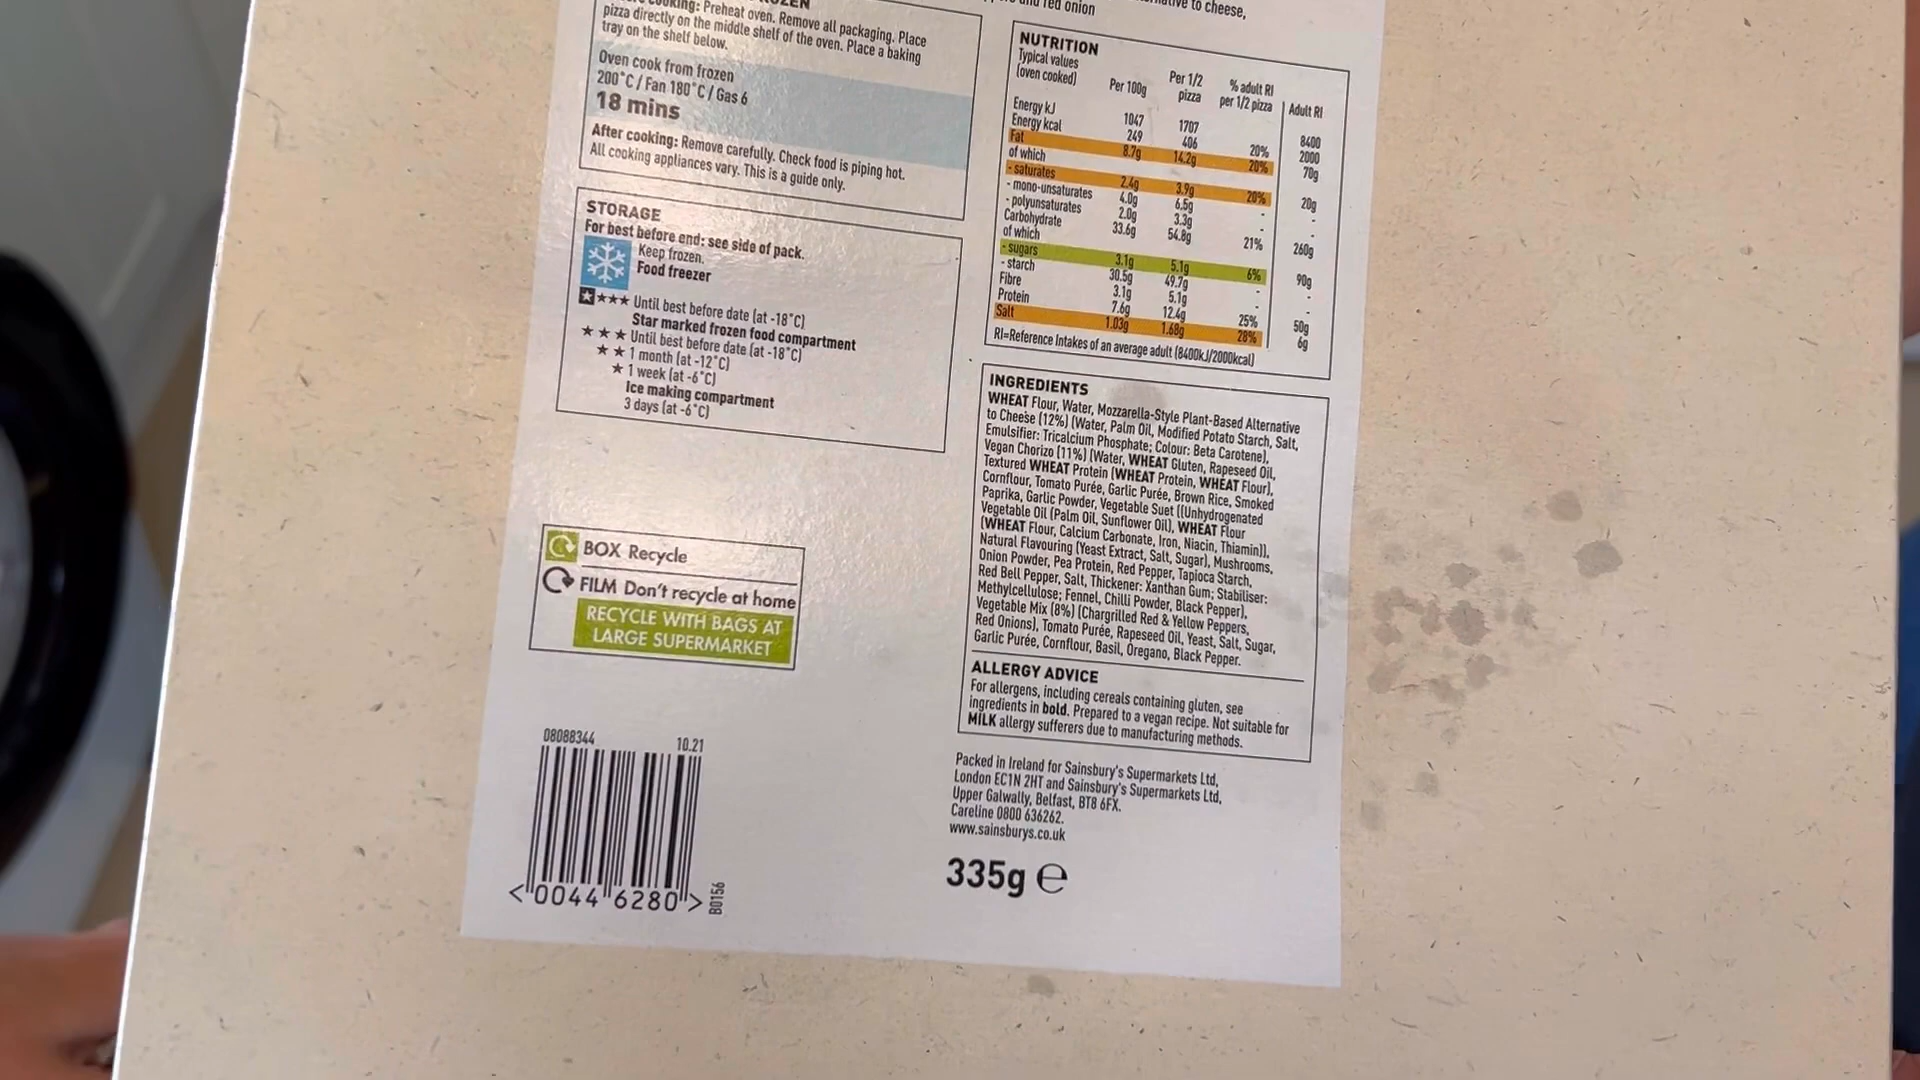 Cooking: Preheat oven. Remove all packaging. Place
pizza directly on the middle shelf of the oven. Place a baking
tray on the shelf below.
Oven cook from frozen
200°C / Fan 180°C / Gas 6
18 mins
After cooking: Remove carefully. Check food is piping hot.
All cooking appliances vary. This is a guide only.
STORAGE
For best before end: see side of pack.
Keep frozen.
Food freezer
★★★★ Until best before date (at -18°C)
Star marked frozen food compartment
★★★ Until best before date (at -18°C)
★★ 1 month (at -12°C)
★ 1 week (at -6°C)
Ice making compartment
3 days (at -6°C)
BOX Recycle
FILM Don't recycle at home
RECYCLE WITH BAGS AT
LARGE SUPERMARKET
08088344 10.21
<0044 6280>
B0156
to cheese,
red onion
NUTRITION
Typical values
(oven cooked) Per 100g Per 1/2 pizza % adult RI per 1/2 pizza Adult RI
Energy kJ 1047 1707 8400
Energy kcal 249 406 20% 2000
Fat 8.7g 14.2g 20% 70g
of which
- saturates 2.4g 3.9g 20% 20g
- mono-unsaturates 4.0g 6.5g - -
- polyunsaturates 2.0g 3.3g - -
Carbohydrate 33.6g 54.8g 21% 260g
of which
- sugars 3.1g 5.1g 6% 90g
- starch 30.5g 49.7g - -
Fibre 3.1g 5.1g - -
Protein 7.6g 12.4g 25% 50g
Salt 1.03g 1.68g 28% 6g
RI=Reference Intakes of an average adult (8400kJ/2000kcal)
INGREDIENTS
WHEAT Flour, Water, Mozzarella-Style Plant-Based Alternative
to Cheese (12%) (Water, Palm Oil, Modified Potato Starch, Salt,
Emulsifier: Tricalcium Phosphate; Colour: Beta Carotene),
Vegan Chorizo (11%) (Water, WHEAT Gluten, Rapeseed Oil,
Textured WHEAT Protein (WHEAT Protein, WHEAT Flour),
Cornflour, Tomato Purée, Garlic Purée, Brown Rice, Smoked
Paprika, Garlic Powder, Vegetable Suet ((Unhydrogenated
Vegetable Oil (Palm Oil, Sunflower Oil), WHEAT Flour
(WHEAT Flour, Calcium Carbonate, Iron, Niacin, Thiamin)),
Natural Flavouring (Yeast Extract, Salt, Sugar), Mushrooms,
Onion Powder, Pea Protein, Red Pepper, Tapioca Starch,
Red Bell Pepper, Salt, Thickener: Xanthan Gum; Stabiliser:
Methylcellulose; Fennel, Chilli Powder, Black Pepper),
Vegetable Mix (8%) (Chargrilled Red & Yellow Peppers,
Red Onions), Tomato Purée, Rapeseed Oil, Yeast, Salt, Sugar,
Garlic Purée, Cornflour, Basil, Oregano, Black Pepper.
ALLERGY ADVICE
For allergens, including cereals containing gluten, see
ingredients in bold. Prepared to a vegan recipe. Not suitable for
MILK allergy sufferers due to manufacturing methods.
Packed in Ireland for Sainsbury's Supermarkets Ltd,
London EC1N 2HT and Sainsbury's Supermarkets Ltd,
Upper Galwally, Belfast, BT8 6FX.
Careline 0800 636262.
www.sainsburys.co.uk
335g e